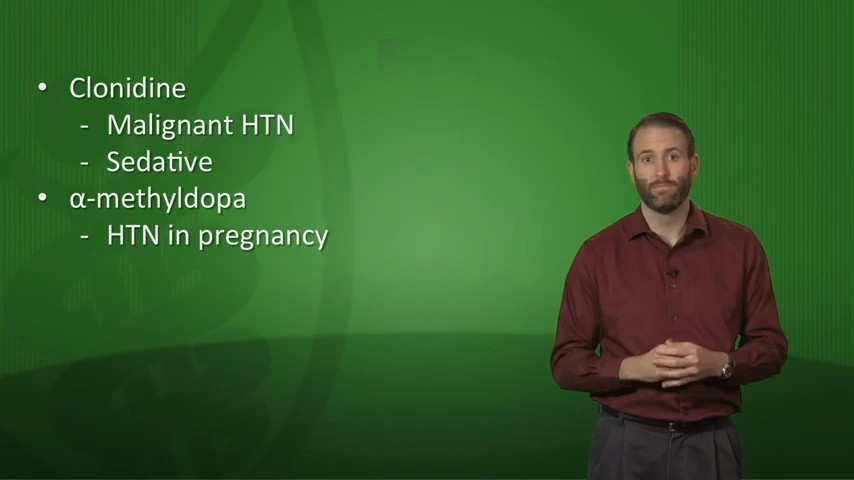 • Clonidine
- Malignant HTN
- Sedative
• α-methyldopa
- HTN in pregnancy